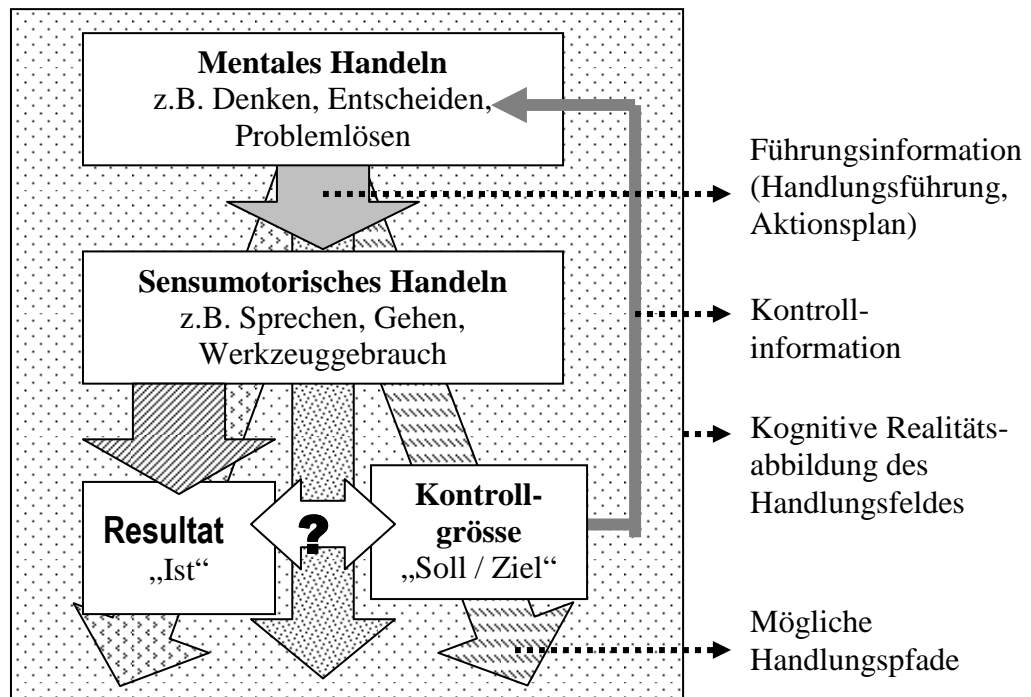 Mentales Handeln
z.B. Denken, Entscheiden,
Problemlösen
Führungsinformation
(Handlungsführung,
Aktionsplan)
Sensumotorisches Handeln
z.B. Sprechen, Gehen,
Werkzeuggebrauch
Kontroll-
information
Kognitive Realitäts-
abbildung des
Handlungsfeldes
Resultat
„Ist“
?
Kontroll-
grösse
„Soll / Ziel“
Mögliche
Handlungspfade